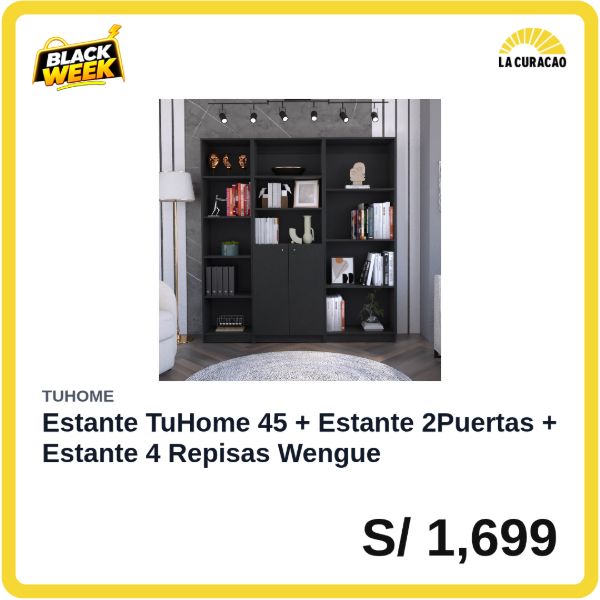 BLACK
WEEK
LA CURACAO
TUHOME
Estante TuHome 45 + Estante 2Puertas +
Estante 4 Repisas Wengue
S/ 1,699